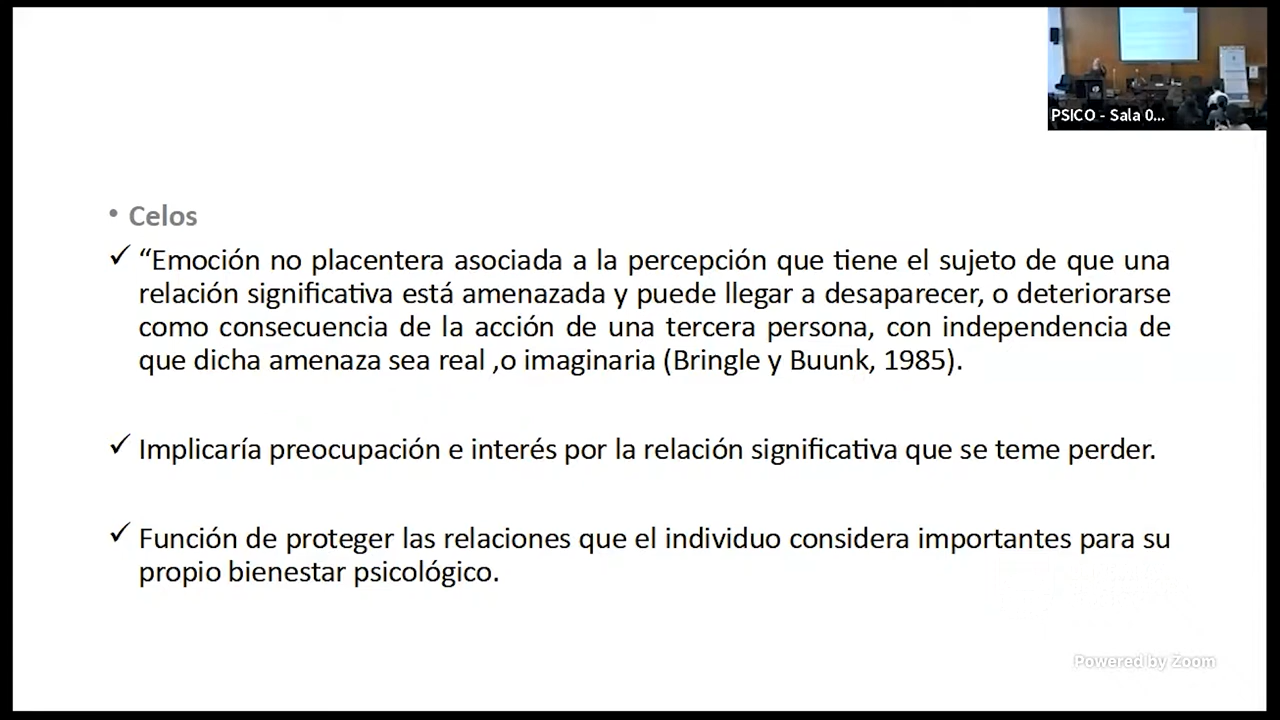 PSICO - Sala 0...
• Celos
✓ “Emoción no placentera asociada a la percepción que tiene el sujeto de que una
relación significativa está amenazada y puede llegar a desaparecer, o deteriorarse
como consecuencia de la acción de una tercera persona, con independencia de
que dicha amenaza sea real ,o imaginaria (Bringle y Buunk, 1985).
✓ Implicaría preocupación e interés por la relación significativa que se teme perder.
✓ Función de proteger las relaciones que el individuo considera importantes para su
propio bienestar psicológico.
Powered by Zoom